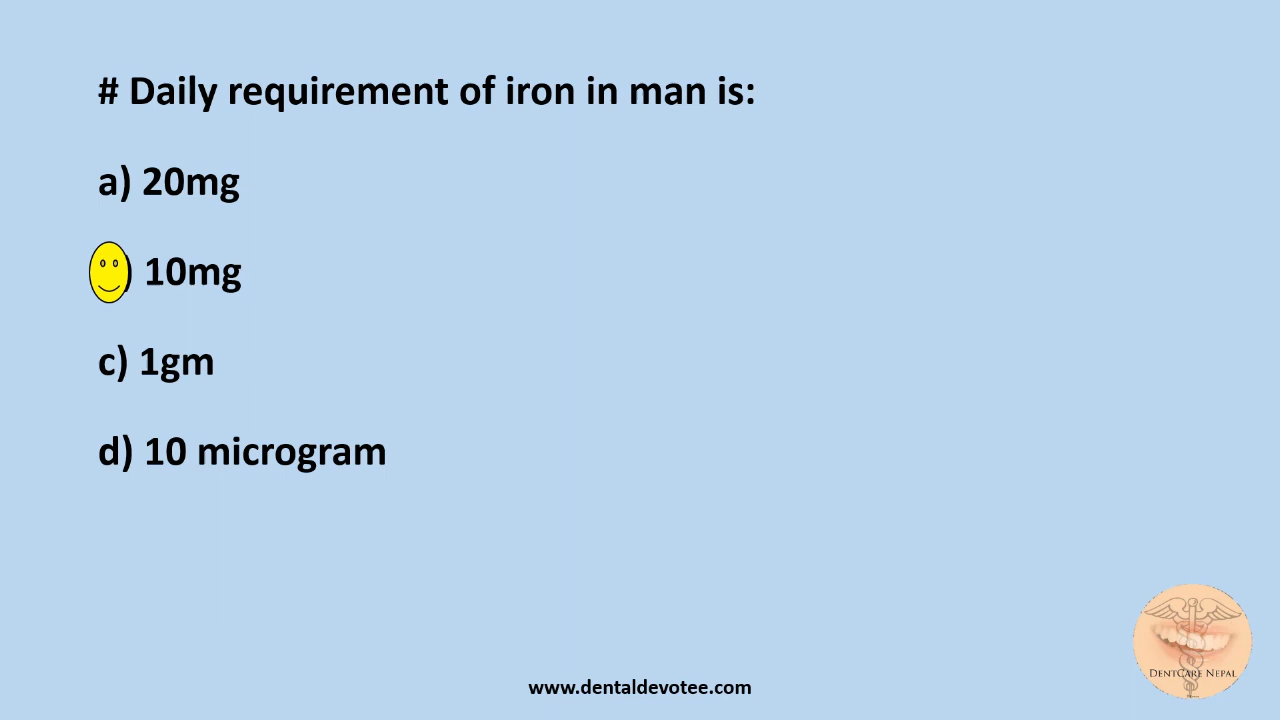 # Daily requirement of iron in man is:
a) 20mg
) 10mg
c) 1gm
d) 10 microgram
DENTCARE NEPAL
www.dentaldevotee.com